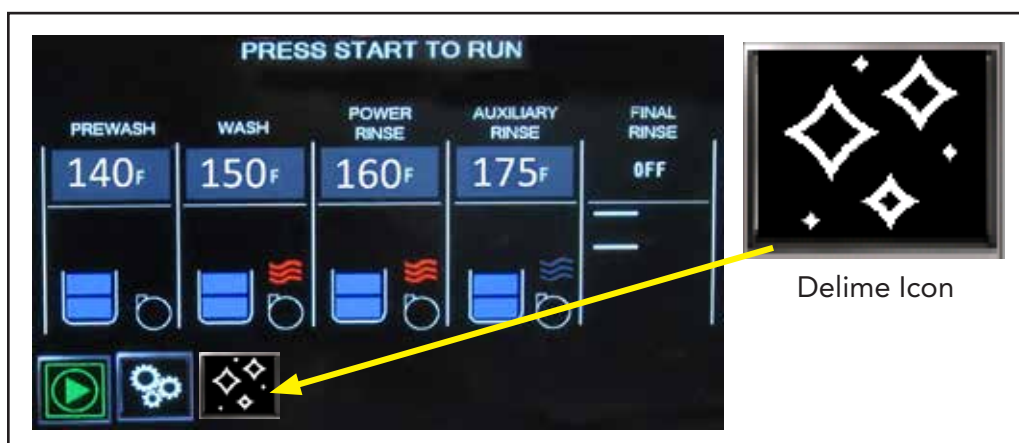 PRESS START TO RUN
PREWASH
WASH
POWER
RINSE
AUXILIARY
RINSE
FINAL
RINSE
140F
150F
160F
175F
OFF
Delime Icon